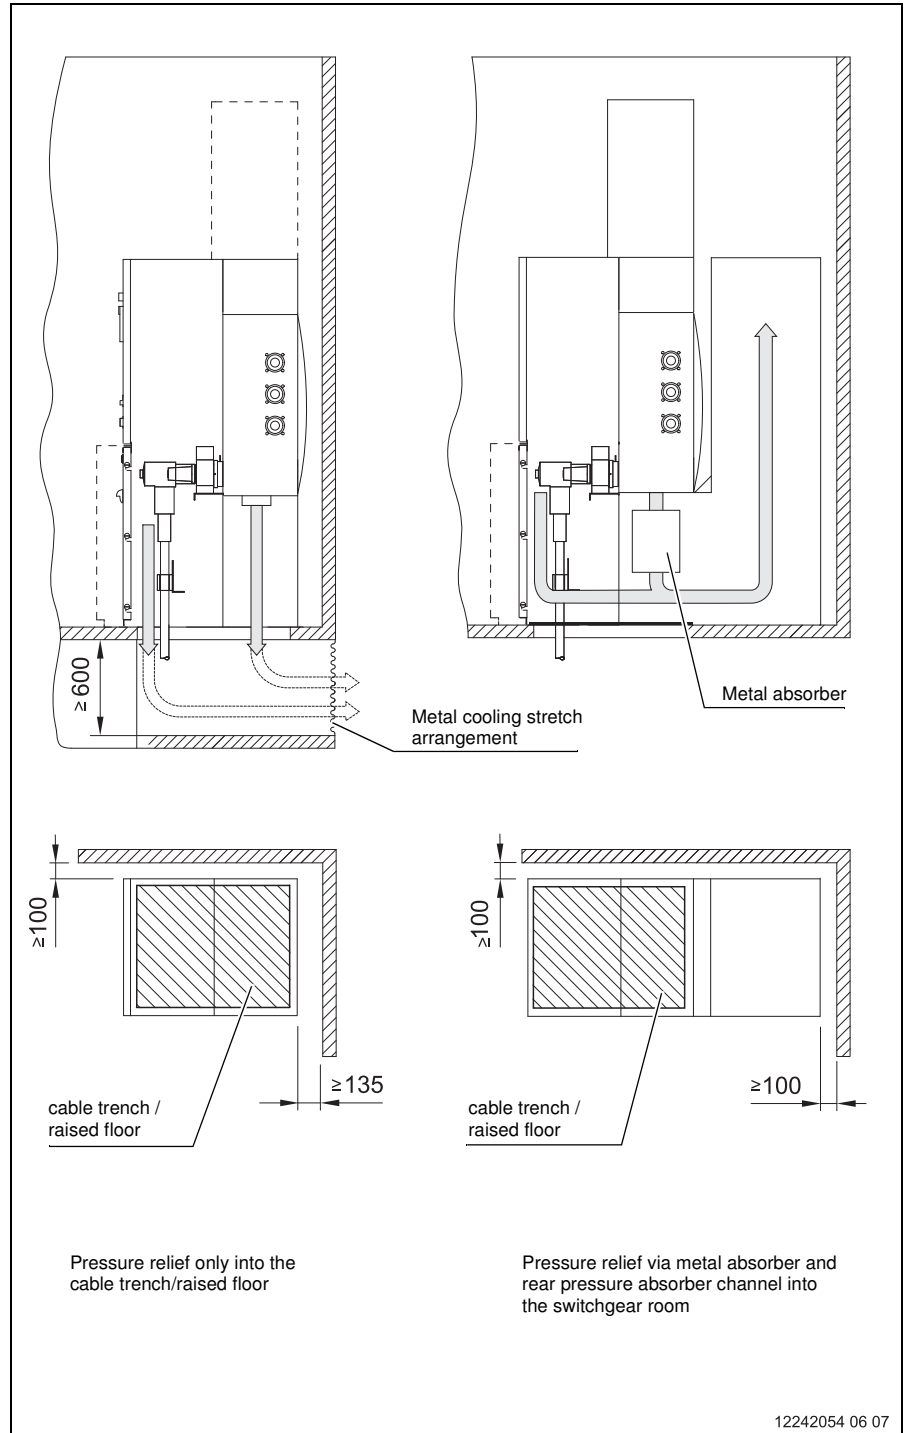 ≥600
Metal cooling stretch
arrangement
Metal absorber
≥100
≥135
cable trench /
raised floor
≥100
≥100
cable trench /
raised floor
Pressure relief only into the
cable trench/raised floor
Pressure relief via metal absorber and
rear pressure absorber channel into
the switchgear room
12242054 06 07